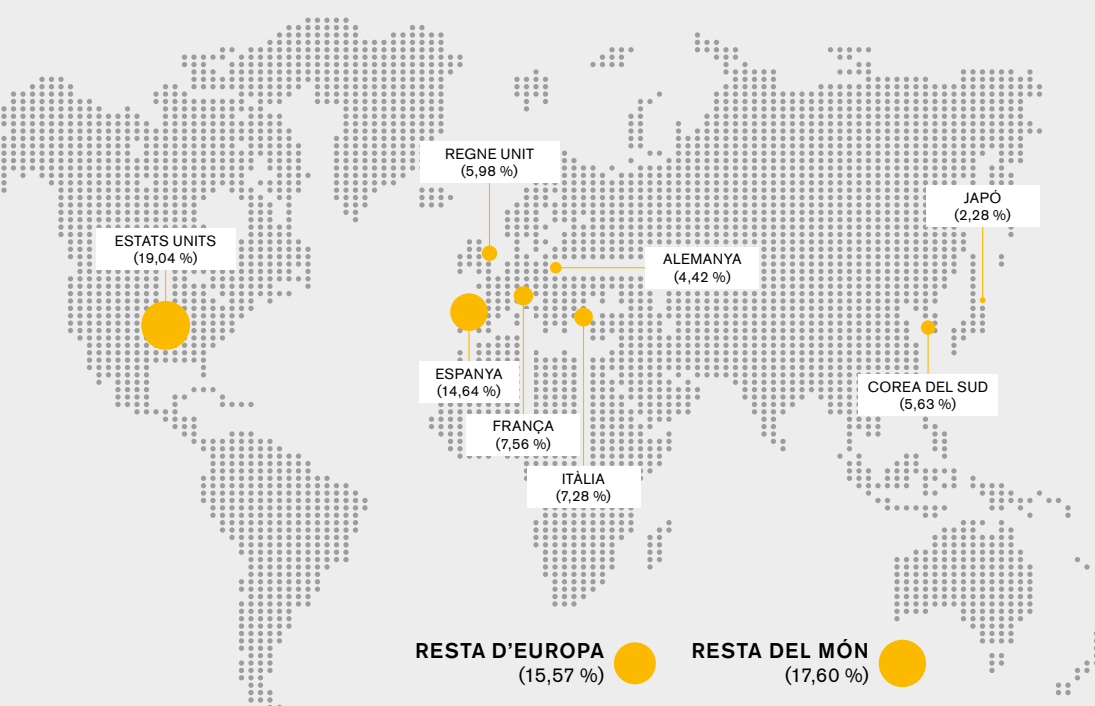 REGNE UNIT
(5,98 %)
JAPÓ
(2,28 %)
ESTATS UNITS
(19,04 %)
ALEMANYA
(4,42 %)
ESPANYA
(14,64 %)
COREA DEL SUD
(5,63 %)
FRANÇA
(7,56 %)
ITÀLIA
(7,28 %)
RESTA D’EUROPA
(15,57 %)
RESTA DEL MÓN
(17,60 %)